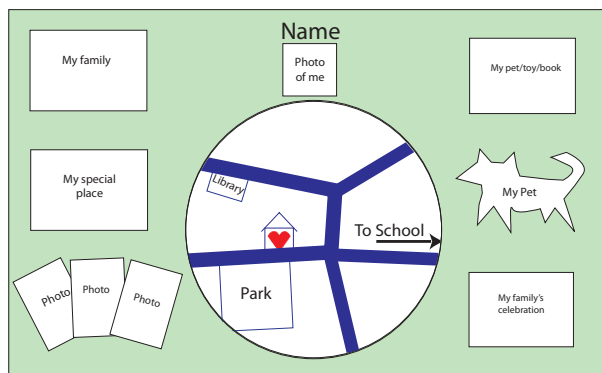 Name
My family
Photo
of me
My pet/toy/book
My special
place
Library
My Pet
To School
Photo
Photo
Photo
Park
My family's
celebration